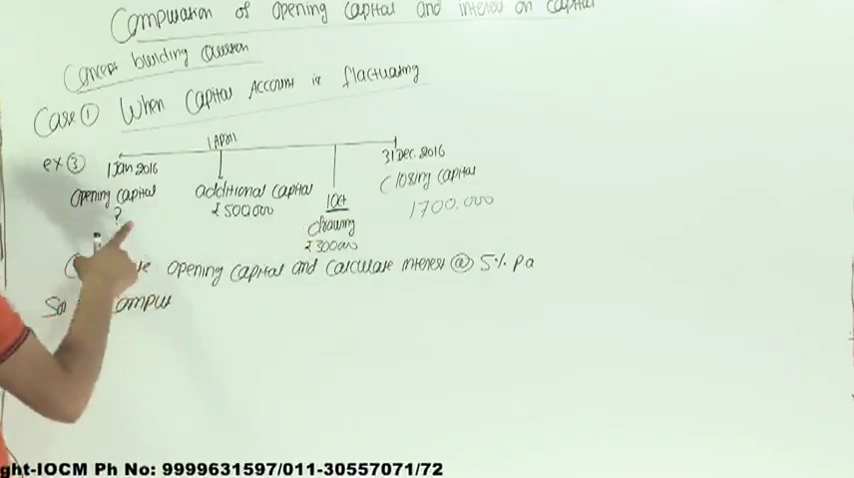 Computation of opening capital and interest on capital
Concept building Question
Case ① When Capital Account is fluctuating
1 April
ex ③ 1 Jan 2016 31 Dec. 2016
Opening capital additional capital 1 Oct Closing capital
? ₹ 500000 drawing 1700,000
₹ 300000
opening capital and calculate interest @ 5% pa
ght-IOCM Ph No: 9999631597/011-30557071/72